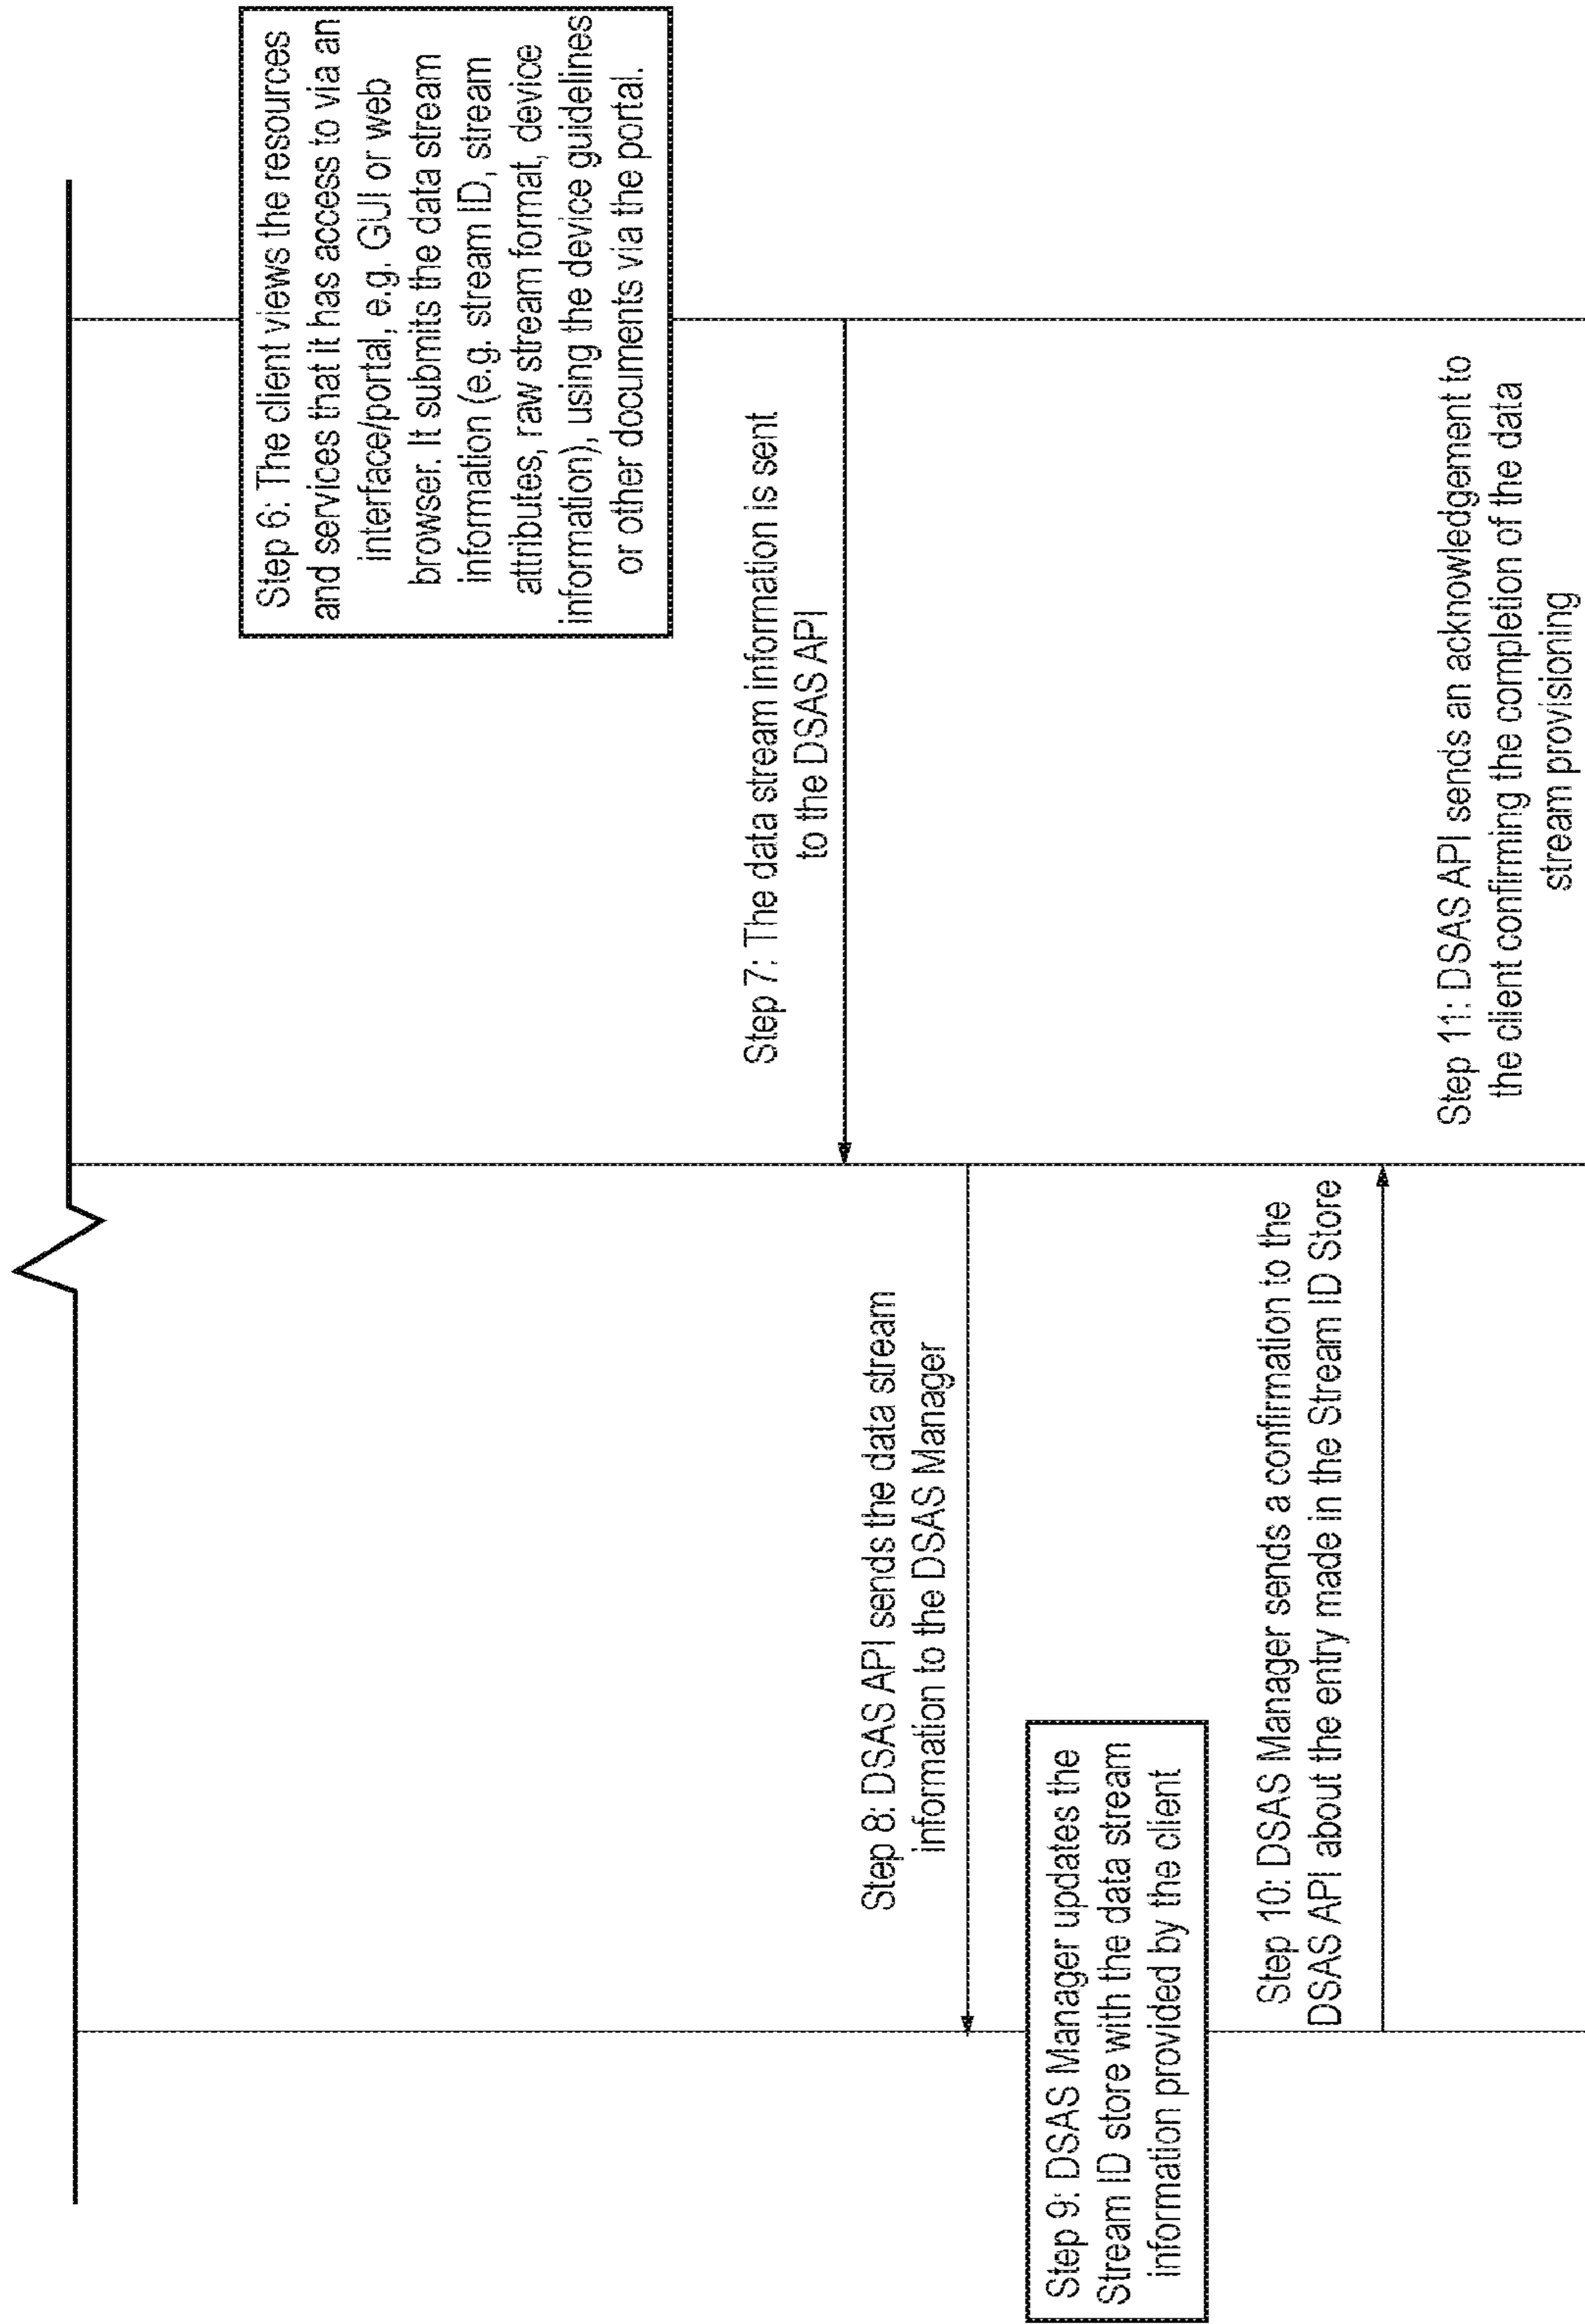 Step 6: The client views the resources
and services that it has access to via an
interface/portal, e.g. GUI or web
browser. It submits the data stream
information (e.g. stream ID, stream
attributes, raw stream format, device
information), using the device guidelines
or other documents via the portal.
Step 7: The data stream information is sent
to the DSAS API
Step 8: DSAS API sends the data stream
information to the DSAS Manager
Step 9: DSAS Manager updates the
Stream ID store with the data stream
information provided by the client
Step 10: DSAS Manager sends a confirmation to the
DSAS API about the entry made in the Stream ID Store
Step 11: DSAS API sends an acknowledgement to
the client confirming the completion of the data
stream provisioning